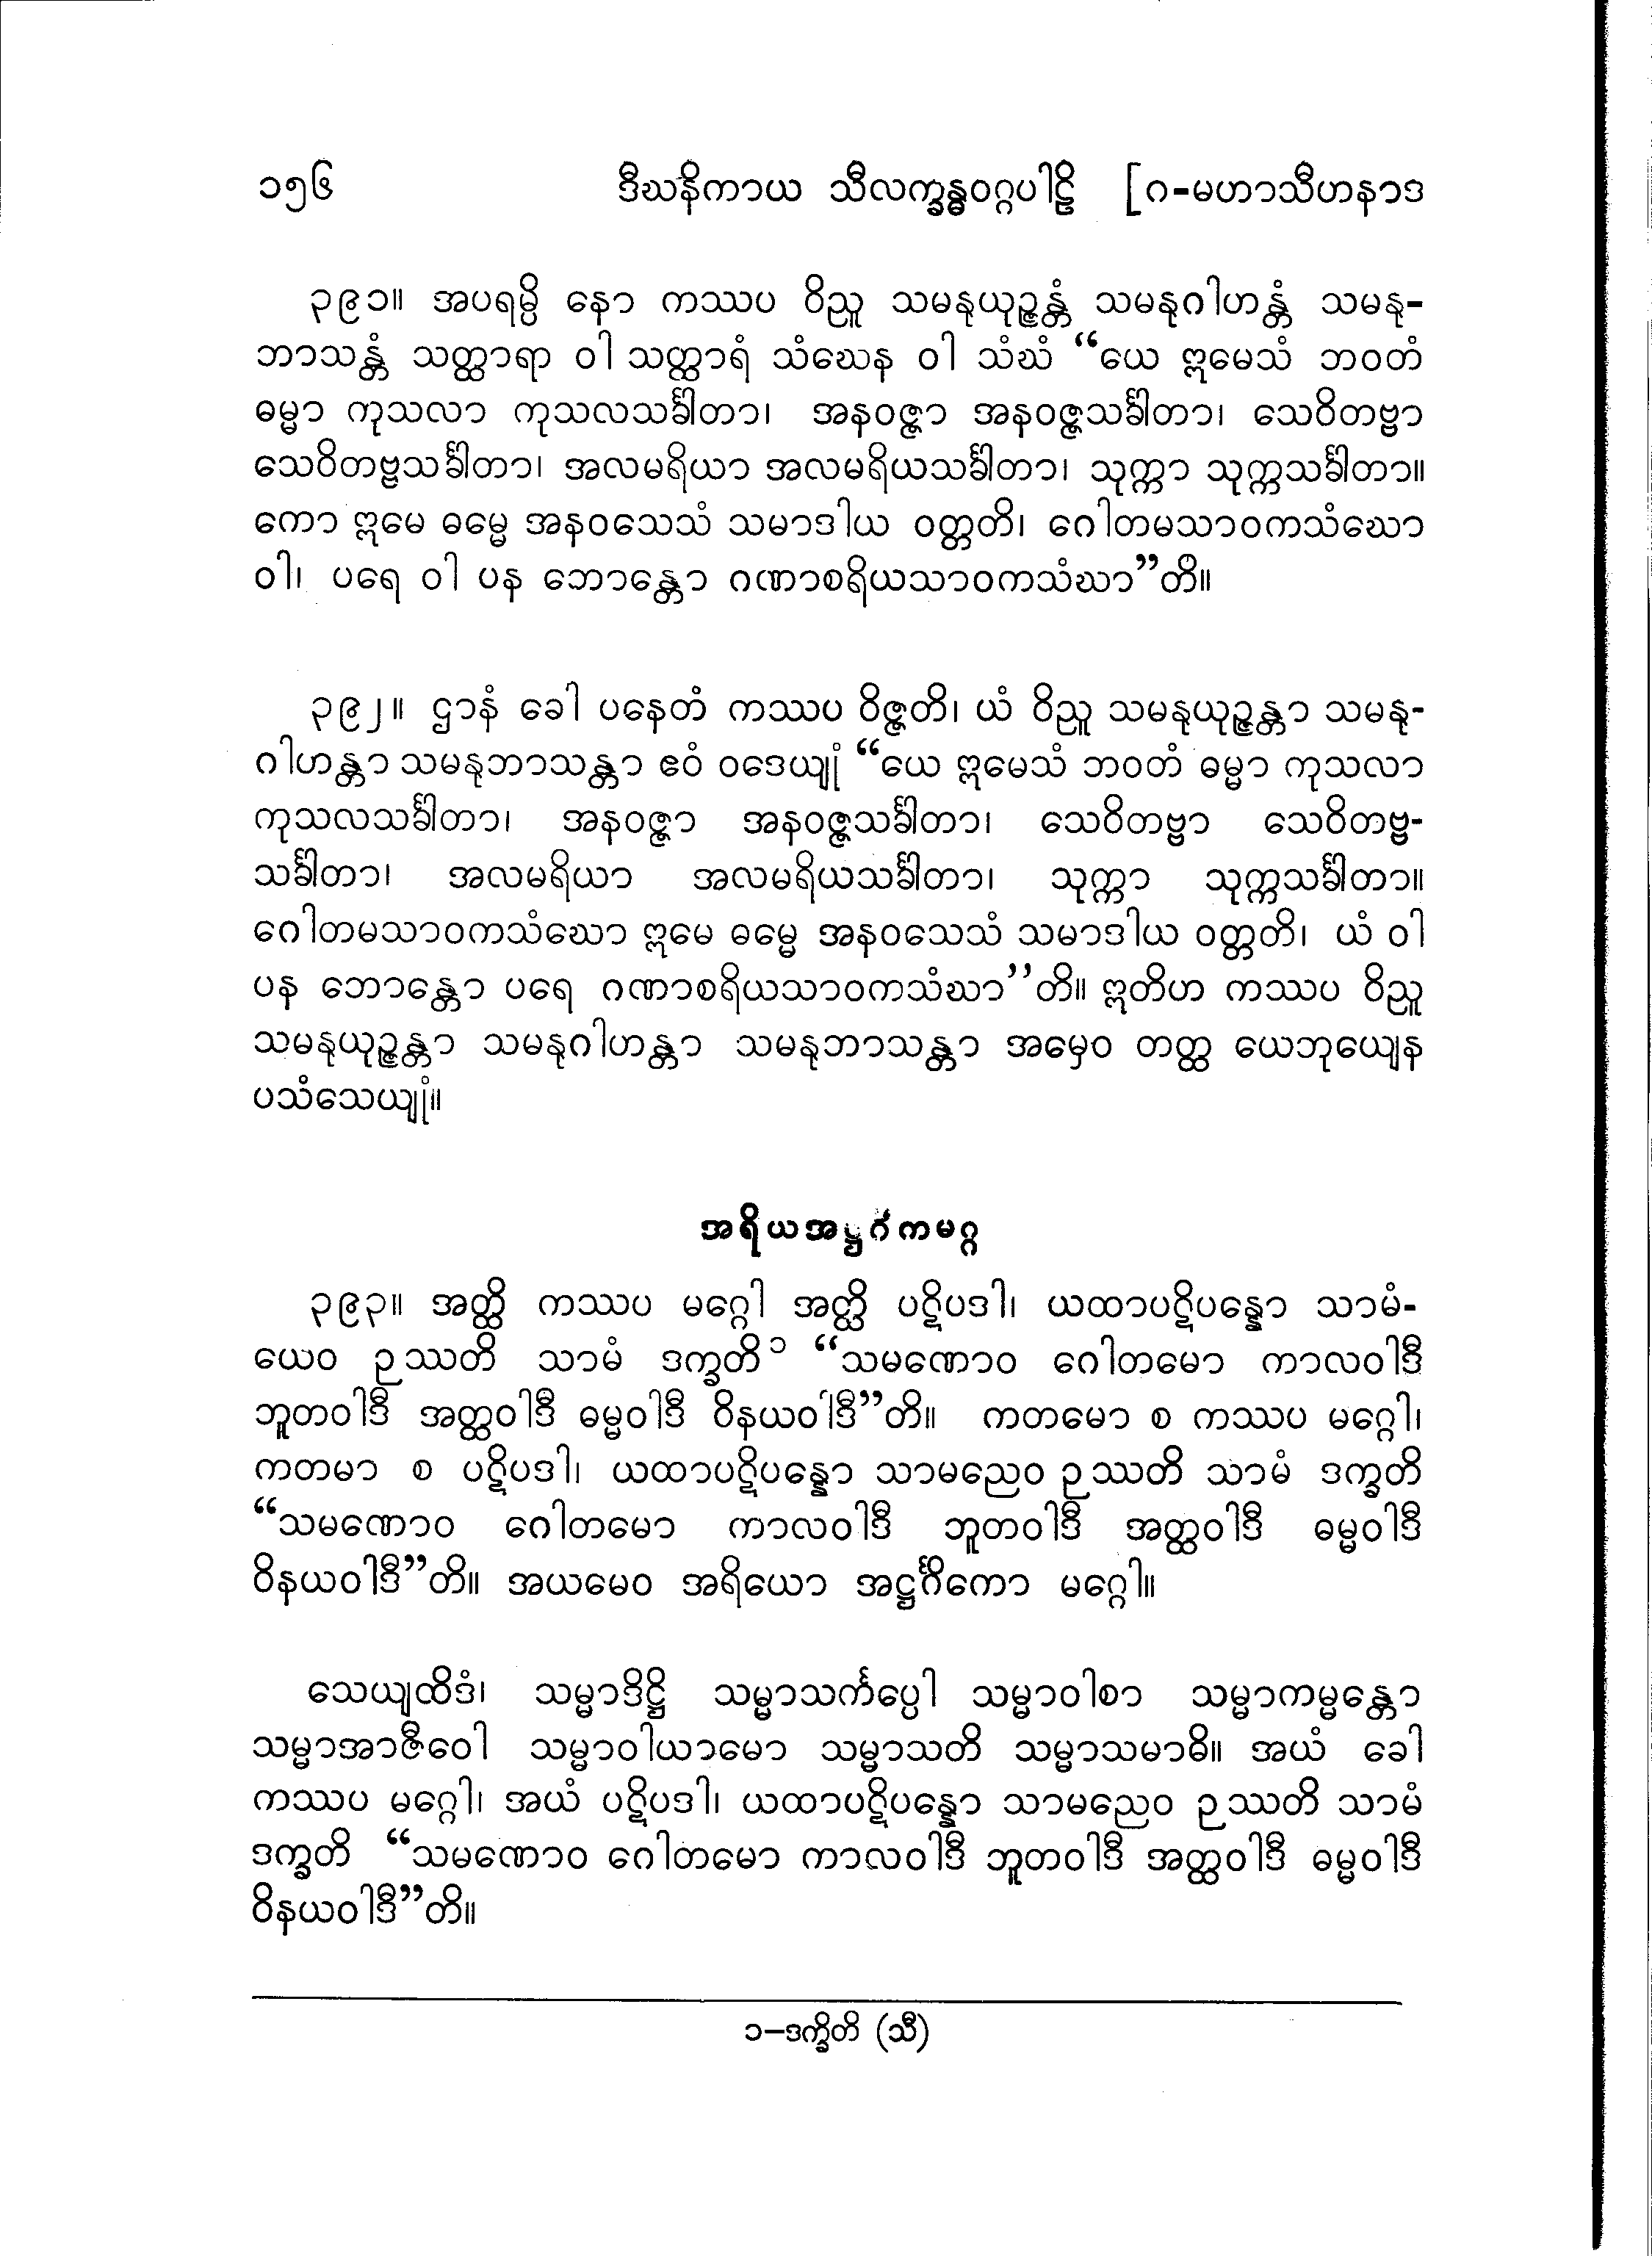 ၁၅၆ ဒီဃနိကာယ သီလက္ခန္ဓဝဂ္ဂပါဠိ [ဂ-မဟာသီဟနာဒ
၃၉၁။ အပရမ္ပိ နော ကဿပ ဝိညူ သမနုယုဉ္ဇန္တံ သမနုဂါဟန္တံ သမနု-
ဘာသန္တံ သတ္ထာရာ ဝါ သတ္ထာရံ သံဃေန ဝါ သံဃံ “ယေ ဣမေသံ ဘဝတံ
ဓမ္မာ ကုသလာ ကုသလသင်္ခါတာ၊ အနဝဇ္ဇာ အနဝဇ္ဇသင်္ခါတာ၊ သေဝိတဗ္ဗာ
သေဝိတဗ္ဗသင်္ခါတာ၊ အလမရိယာ အလမရိယသင်္ခါတာ၊ သုက္ကာ သုက္ကသင်္ခါတာ။
ကော ဣမေ ဓမ္မေ အနဝသေသံ သမာဒါယ ဝတ္တတိ၊ ဂေါတမသာဝကသံဃော
ဝါ၊ ပရေ ဝါ ပန ဘောန္တော ဂဏာစရိယသာဝကသံဃာ”တိ။
၃၉၂။ ဌာနံ ခေါ ပနေတံ ကဿပ ဝိဇ္ဇတိ၊ ယံ ဝိညူ သမနုယုဉ္ဇန္တာ သမနု-
ဂါဟန္တာ သမနုဘာသန္တာ ဧဝံ ဝဒေယျုံ “ယေ ဣမေသံ ဘဝတံ ဓမ္မာ ကုသလာ
ကုသလသင်္ခါတာ၊ အနဝဇ္ဇာ အနဝဇ္ဇသင်္ခါတာ၊ သေဝိတဗ္ဗာ သေဝိတဗ္ဗ-
သင်္ခါတာ၊ အလမရိယာ အလမရိယသင်္ခါတာ၊ သုက္ကာ သုက္ကသင်္ခါတာ။
ဂေါတမသာဝကသံဃော ဣမေ ဓမ္မေ အနဝသေသံ သမာဒါယ ဝတ္တတိ၊ ယံ ဝါ
ပန ဘောန္တော ပရေ ဂဏာစရိယသာဝကသံဃာ”တိ။ ဣတိဟ ကဿပ ဝိညူ
သမနုယုဉ္ဇန္တာ သမနုဂါဟန္တာ သမနုဘာသန္တာ အမှေဝ တတ္ထ ယေဘုယျေန
ပသံသေယျုံ။
အရိယအဋ္ဌင်္ဂိကမဂ္ဂ
၃၉၃။ အတ္ထိ ကဿပ မဂ္ဂေါ အတ္ထိ ပဋိပဒါ၊ ယထာပဋိပန္နော သာမံ-
ယေဝ ဉဿတိ သာမံ ဒက္ခတိ ၁ “သမဏောဝ ဂေါတမော ကာလဝါဒီ
ဘူတဝါဒီ အတ္ထဝါဒီ ဓမ္မဝါဒီ ဝိနယဝါဒီ”တိ။ ကတမော စ ကဿပ မဂ္ဂေါ၊
ကတမာ စ ပဋိပဒါ၊ ယထာပဋိပန္နော သာမညေဝ ဉဿတိ သာမံ ဒက္ခတိ
“သမဏောဝ ဂေါတမော ကာလဝါဒီ ဘူတဝါဒီ အတ္ထဝါဒီ ဓမ္မဝါဒီ
ဝိနယဝါဒီ”တိ။ အယမေဝ အရိယော အဋ္ဌင်္ဂိကော မဂ္ဂေါ။
သေယျထိဒံ၊ သမ္မာဒိဋ္ဌိ သမ္မာသင်္ကပ္ပေါ သမ္မာဝါစာ သမ္မာကမ္မန္တော
သမ္မာအာဇီဝေါ သမ္မာဝါယာမော သမ္မာသတိ သမ္မာသမာဓိ။ အယံ ခေါ
ကဿပ မဂ္ဂေါ၊ အယံ ပဋိပဒါ၊ ယထာပဋိပန္နော သာမညေဝ ဉဿတိ သာမံ
ဒက္ခတိ “သမဏောဝ ဂေါတမော ကာလဝါဒီ ဘူတဝါဒီ အတ္ထဝါဒီ ဓမ္မဝါဒီ
ဝိနယဝါဒီ”တိ။
၁−ဒက္ခိတိ (သီ)